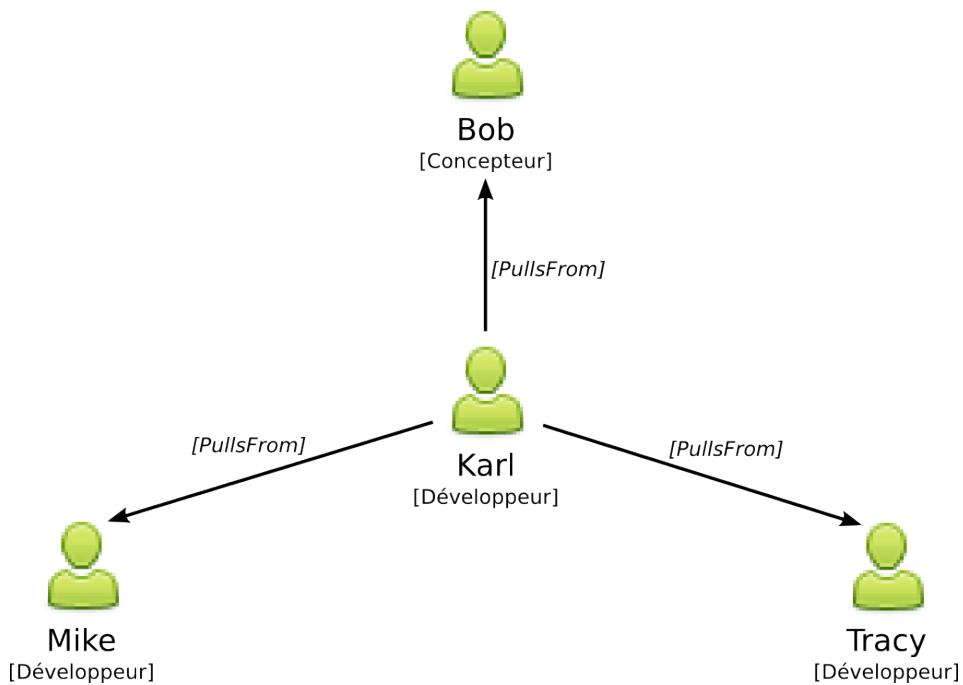 Bob
[Concepteur]
[PullsFrom]
Karl
[Développeur]
[PullsFrom]
[PullsFrom]
Mike
[Développeur]
Tracy
[Développeur]